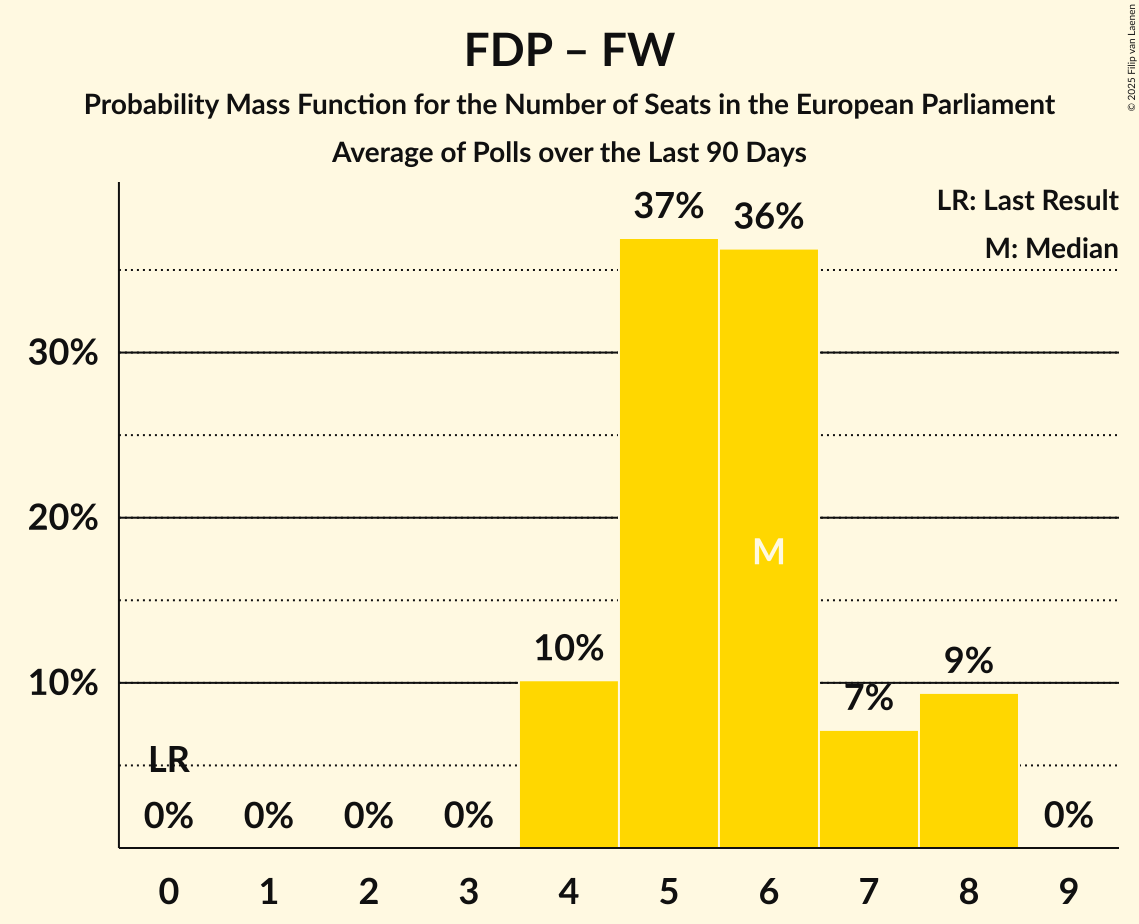 FDP – FW
Probability Mass Function for the Number of Seats in the European Parliament
Average of Polls over the Last 90 Days
© 2025 Filip van Laenen
LR: Last Result
M: Median
37%
36%
30%
20%
M
10%
10%
9%
7%
LR
0%
0%
0%
0%
0%
0 1 2 3 4 5 6 7 8 9